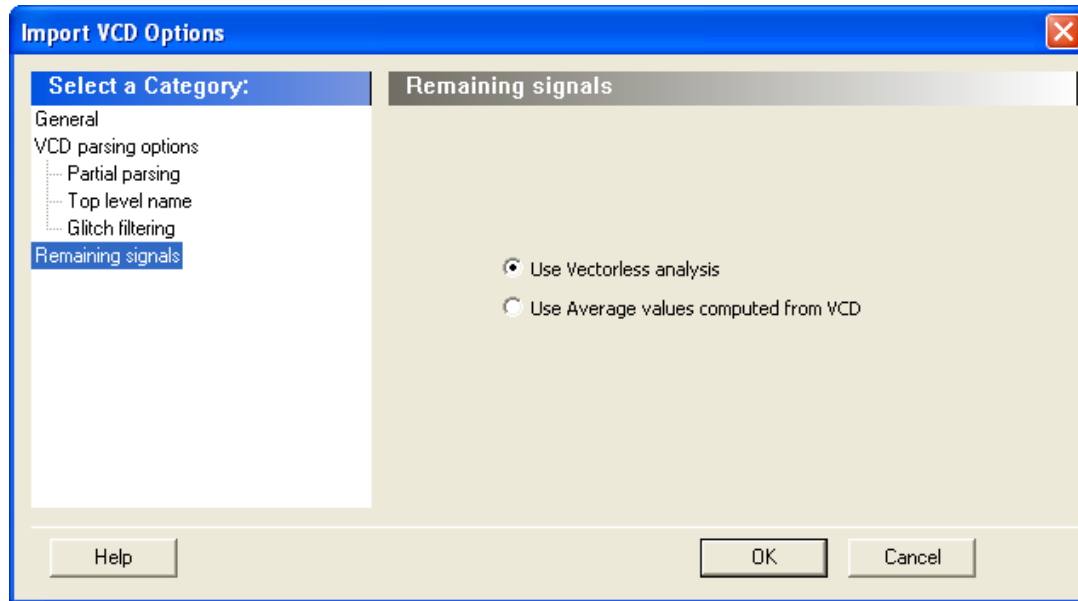 Import VCD Options
Select a Category:
General
VCD parsing options
Partial parsing
Top level name
Glitch filtering
Remaining signals
Remaining signals
Use Vectorless analysis
Use Average values computed from VCD
Help
OK
Cancel